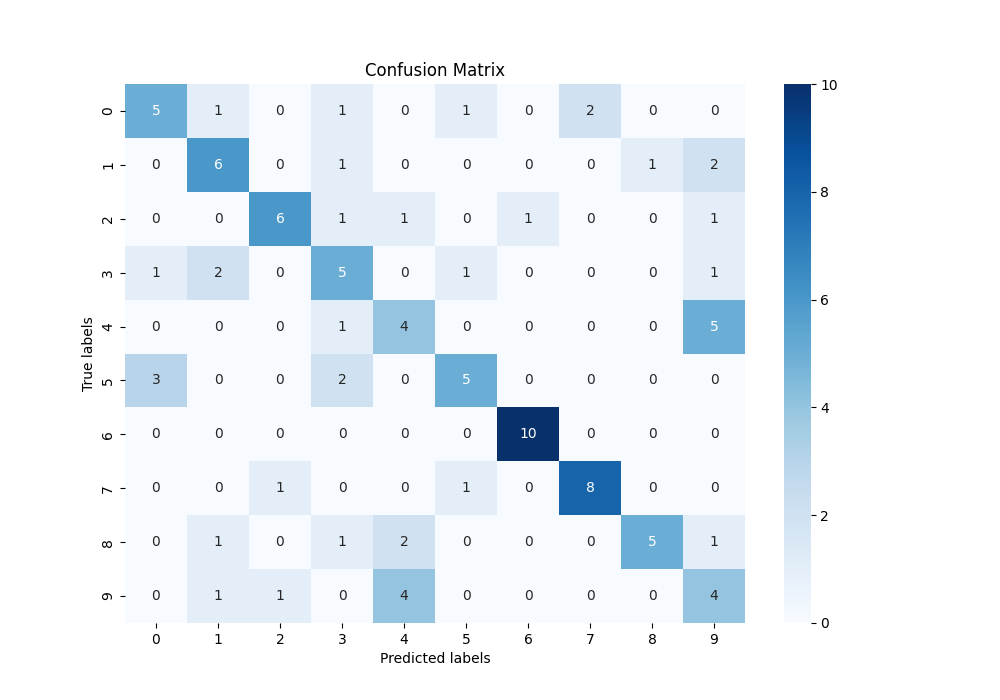 Confusion Matrix
0 5 1 0 1 0 1 0 2 0 0
1 0 6 0 1 0 0 0 0 1 2
2 0 0 6 1 1 0 1 0 0 1
3 1 2 0 5 0 1 0 0 0 1
4 0 0 0 1 4 0 0 0 0 5
5 3 0 0 2 0 5 0 0 0 0
6 0 0 0 0 0 0 10 0 0 0
7 0 0 1 0 0 1 0 8 0 0
8 0 1 0 1 2 0 0 0 5 1
9 0 1 1 0 4 0 0 0 0 4
0 1 2 3 4 5 6 7 8 9
Predicted labels
True labels
10
8
6
4
2
0